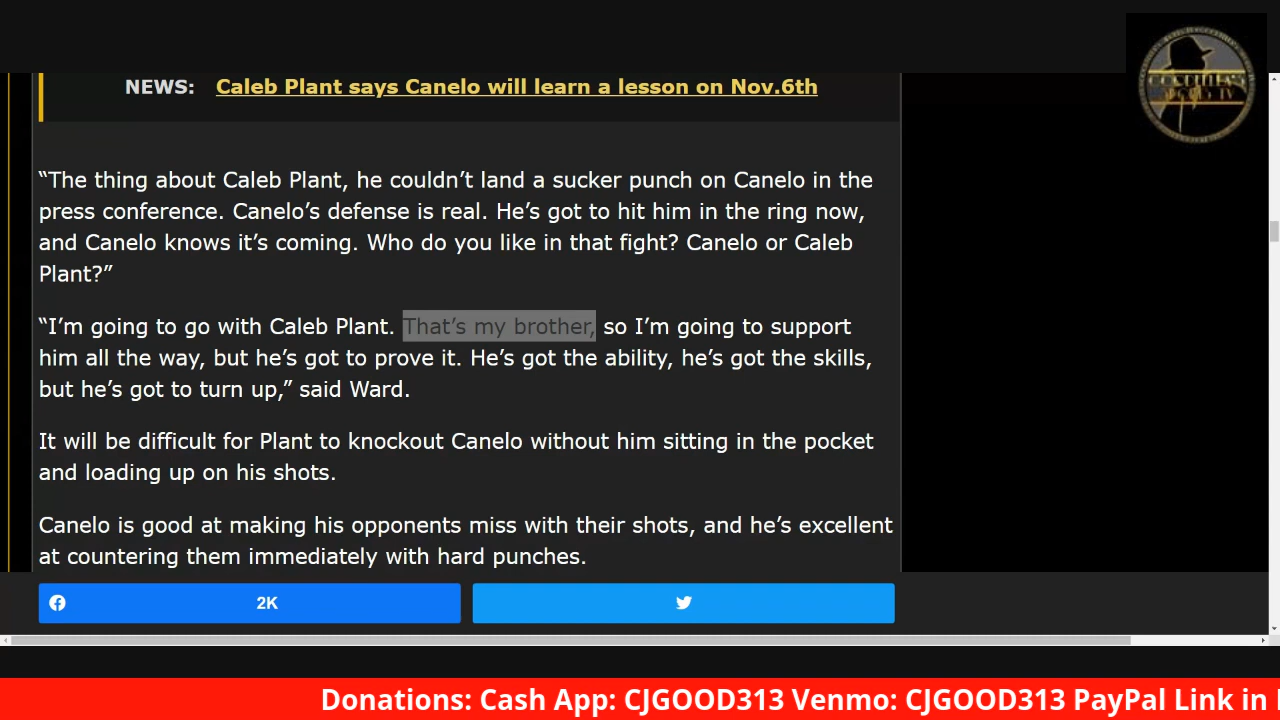 NEWS: Caleb Plant says Canelo will learn a lesson on Nov.6th
“The thing about Caleb Plant, he couldn’t land a sucker punch on Canelo in the
press conference. Canelo’s defense is real. He’s got to hit him in the ring now,
and Canelo knows it’s coming. Who do you like in that fight? Canelo or Caleb
Plant?”
“I’m going to go with Caleb Plant. That’s my brother, so I’m going to support
him all the way, but he’s got to prove it. He’s got the ability, he’s got the skills,
but he’s got to turn up,” said Ward.
It will be difficult for Plant to knockout Canelo without him sitting in the pocket
and loading up on his shots.
Canelo is good at making his opponents miss with their shots, and he’s excellent
at countering them immediately with hard punches.
2K
Donations: Cash App: CJGOOD313 Venmo: CJGOOD313 PayPal Link in